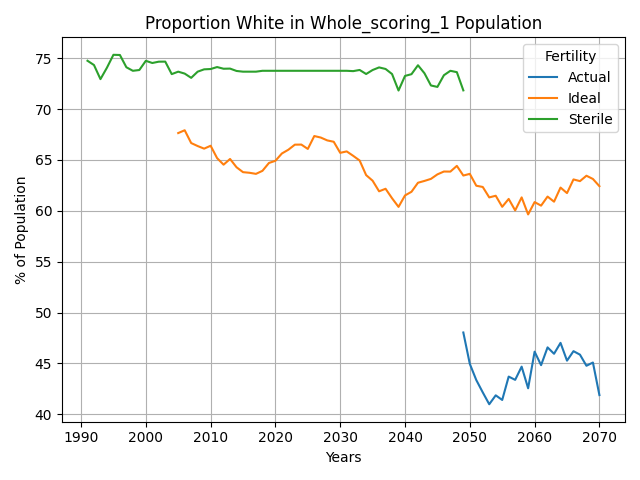 Proportion White in Whole_scoring_1 Population
Fertility
Actual
Ideal
Sterile
% of Population
75
70
65
60
55
50
45
40
1990
2000
2010
2020
2030
2040
2050
2060
2070
Years